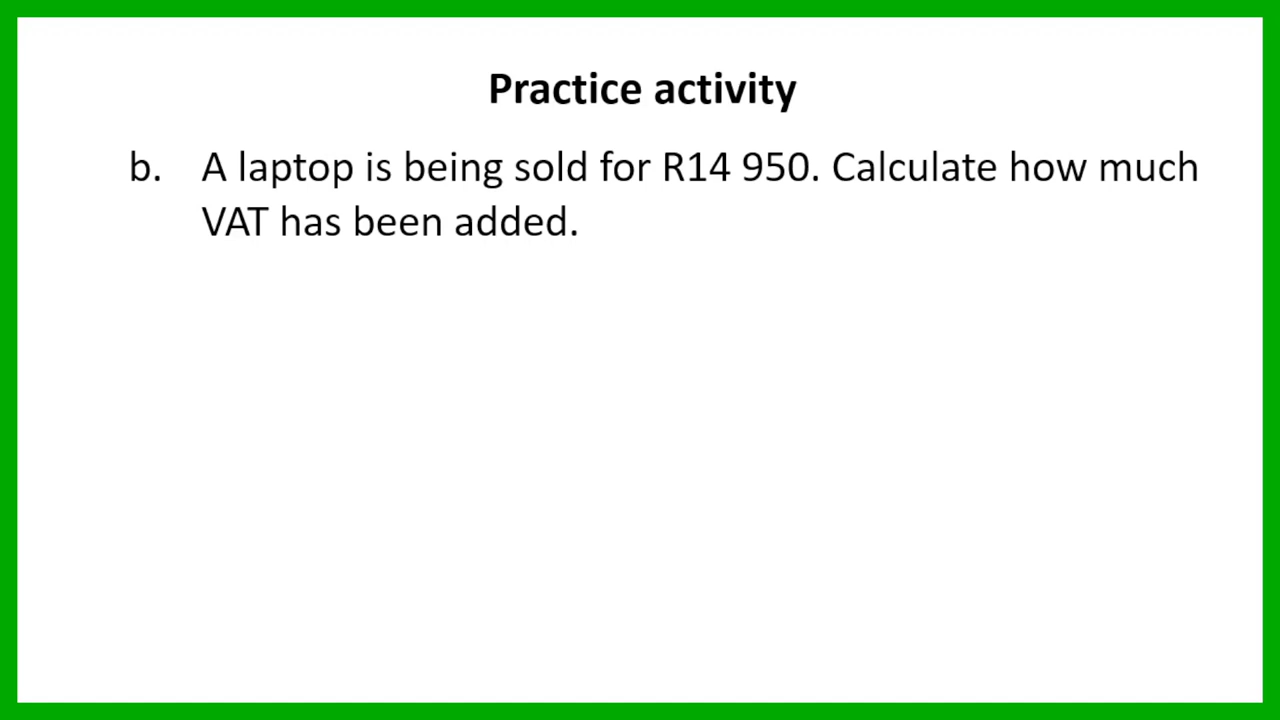 Practice activity
b. A laptop is being sold for R14 950. Calculate how much
VAT has been added.